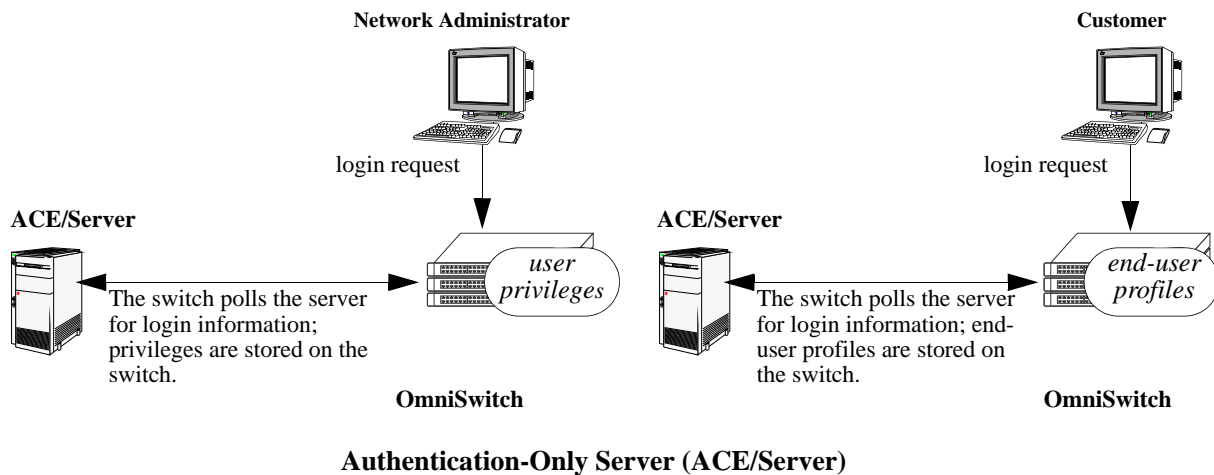 Network Administrator
login request
ACE/Server
user
privileges
The switch polls the server
for login information;
privileges are stored on the
switch.
OmniSwitch
Customer
login request
ACE/Server
end-user
profiles
The switch polls the server
for login information; end-
user profiles are stored on
the switch.
OmniSwitch
Authentication-Only Server (ACE/Server)